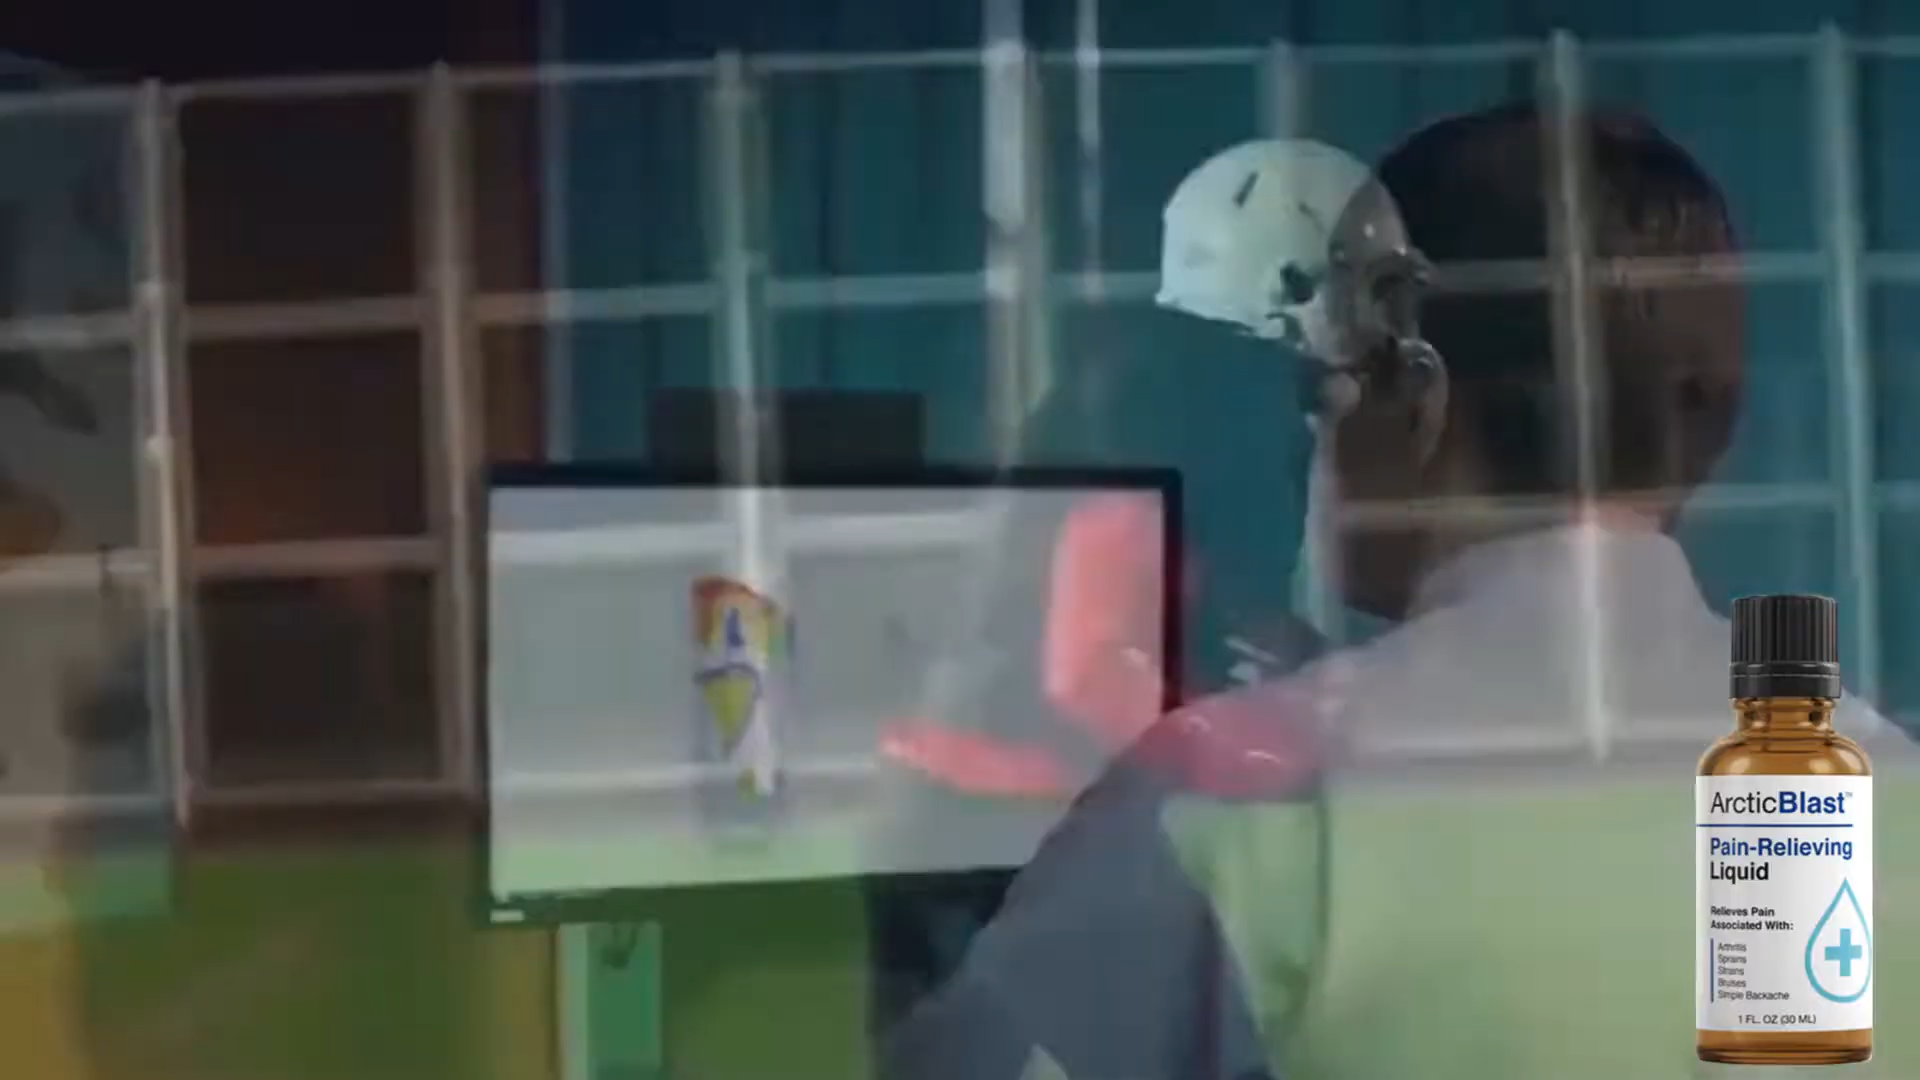 ArcticBlast™
Pain-Relieving
Liquid
Relieves Pain
Associated With:
Arthritis
Sprains
Strains
Bruises
Simple Backache
1 FL. OZ (30 ML)